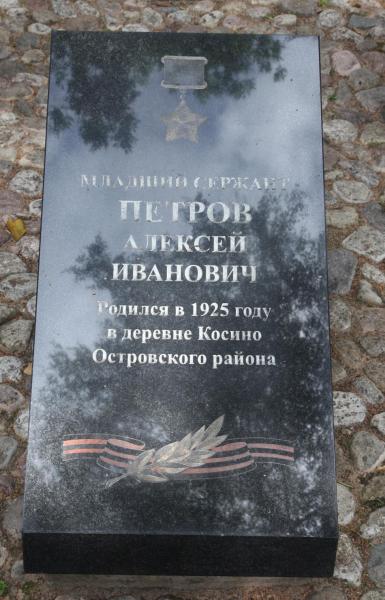 МЛАДШИЙ СЕРЖАНТ
ПЕТРОВ
АЛЕКСЕЙ
ИВАНОВИЧ
Родился в 1925 году
в деревне Косино
Островского района